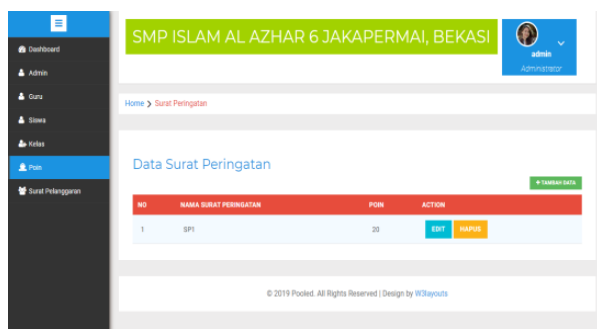 SMP ISLAM AL AZHAR 6 JAKAPERMAI, BEKASI
admin
Administrator
Dashboard
Admin
Guru
Siswa
Kelas
Poin
Surat Pelanggaran
Home ❯ Surat Peringatan
Data Surat Peringatan
+ TAMBAH DATA
NO NAMA SURAT PERINGATAN POIN ACTION
1 SP1 20 EDIT HAPUS
© 2019 Pooled. All Rights Reserved | Design by W3layouts